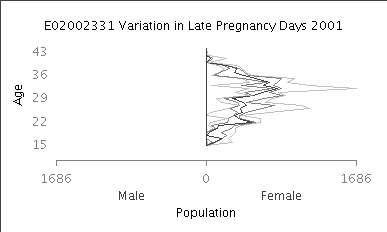 E02002331 Variation in Late Pregnancy Days 2001
43
36
29
22
15
Age
1686
0
1686
Male
Female
Population